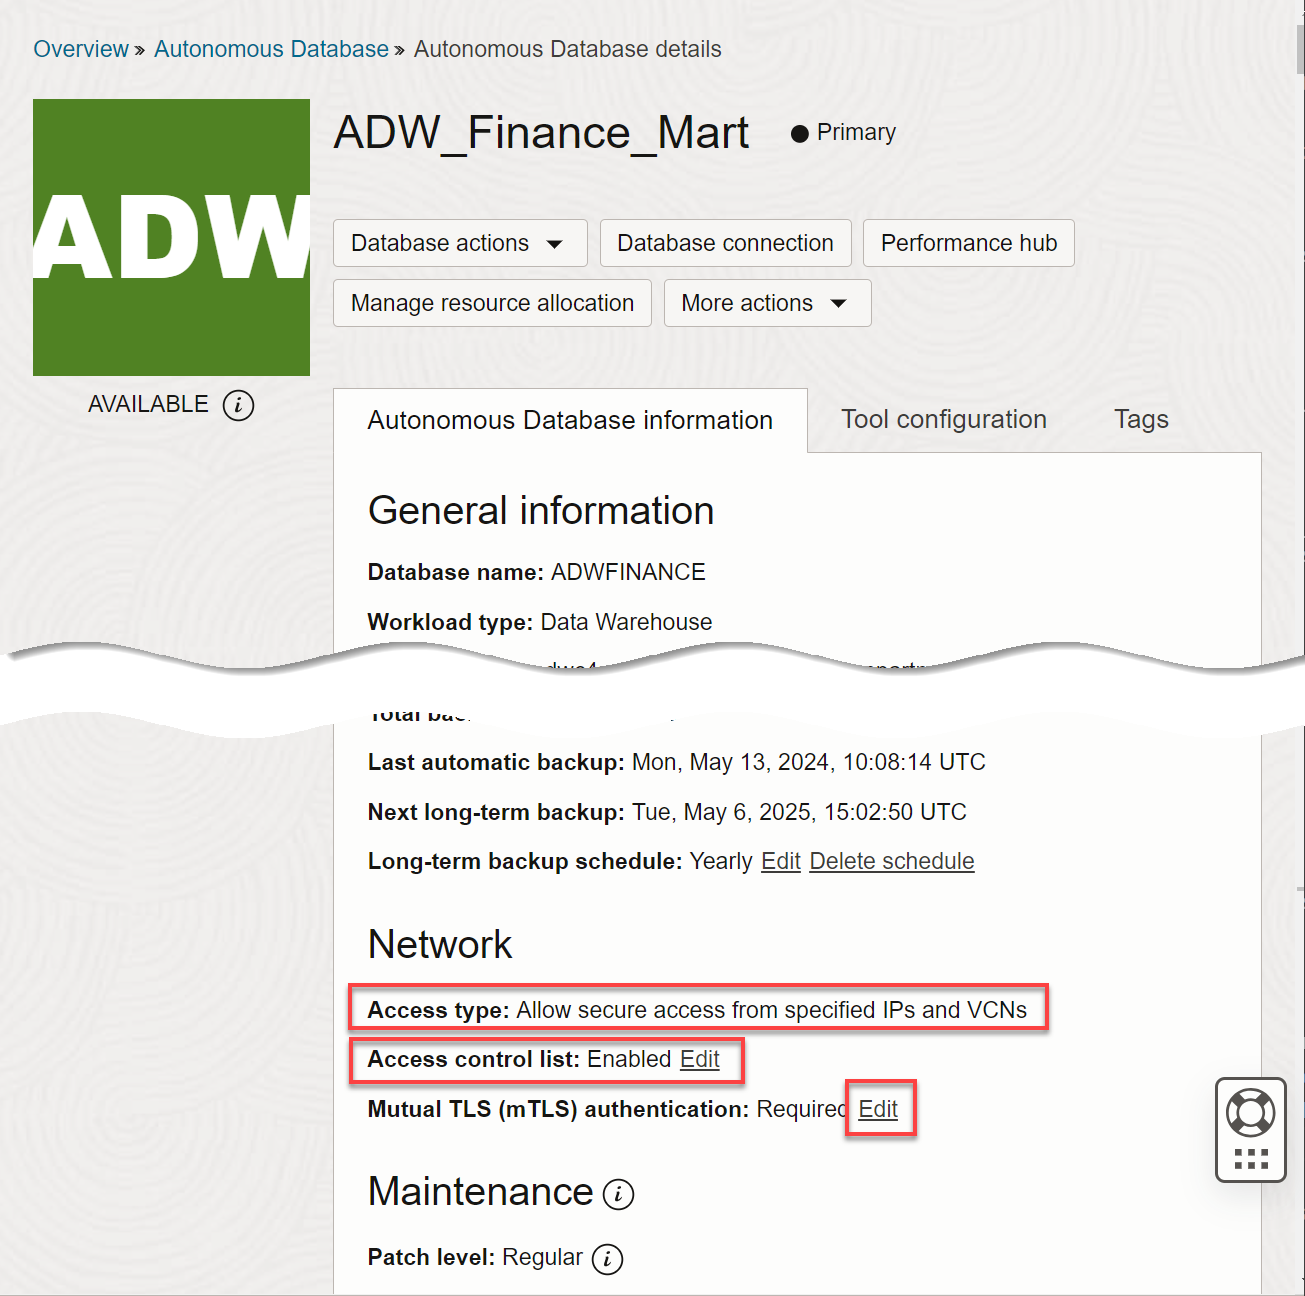 Overview » Autonomous Database » Autonomous Database details
ADW
ADW_Finance_Mart ● Primary
Database actions Database connection Performance hub
Manage resource allocation More actions
AVAILABLE
Autonomous Database information Tool configuration Tags
General information
Database name: ADWFINANCE
Workload type: Data Warehouse
Last automatic backup: Mon, May 13, 2024, 10:08:14 UTC
Next long-term backup: Tue, May 6, 2025, 15:02:50 UTC
Long-term backup schedule: Yearly Edit Delete schedule
Network
Access type: Allow secure access from specified IPs and VCNs
Access control list: Enabled Edit
Mutual TLS (mTLS) authentication: Required Edit
Maintenance
Patch level: Regular